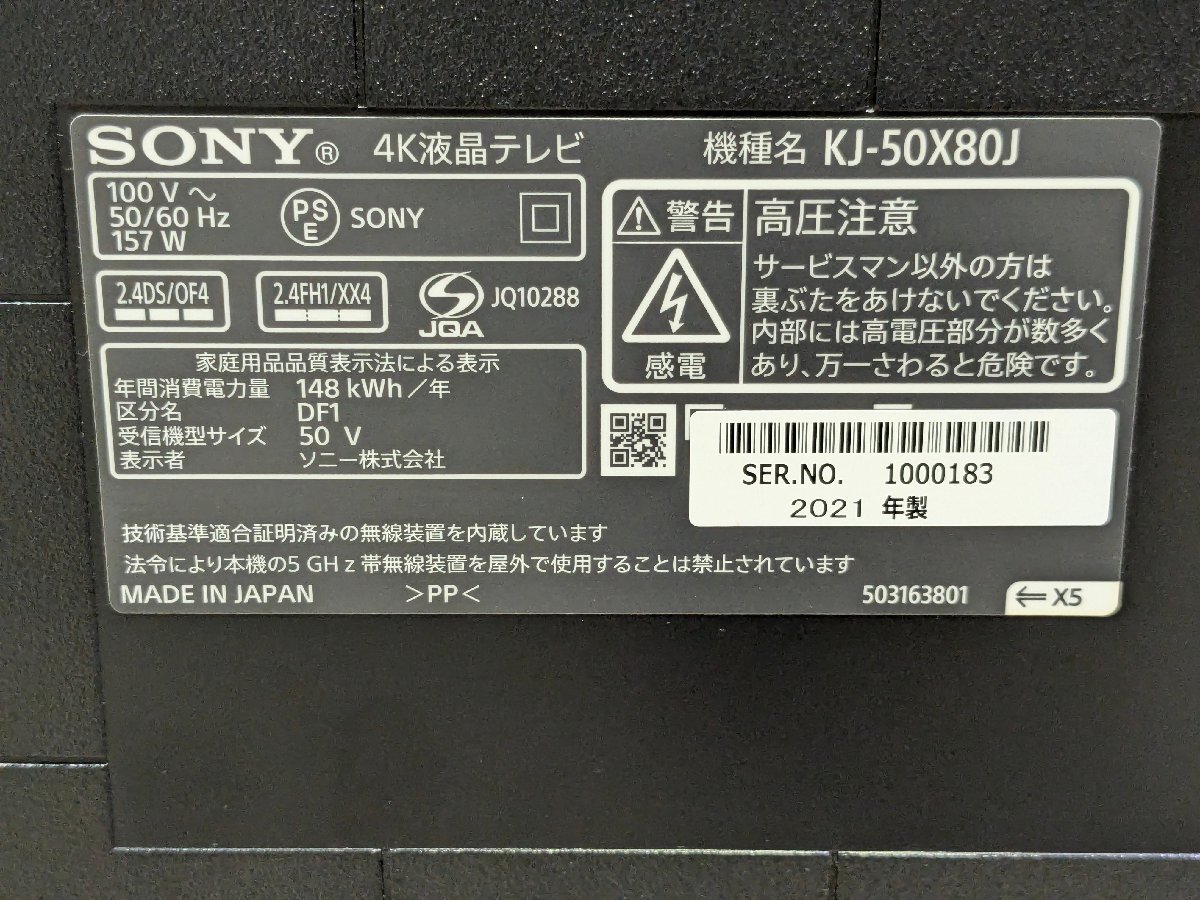 SONY® 4K液晶テレビ
機種名 KJ-50X80J
100 V ～
50/60 Hz
157 W
PSE SONY
2.4DS/OF4
2.4FH1/XX4
JQA JQ10288
家庭用品品質表示法による表示
年間消費電力量 148 kWh／年
区分名 DF1
受信機型サイズ 50 V
表示者 ソニー株式会社
警告
感電
高圧注意
サービスマン以外の方は
裏ぶたをあけないでください。
内部には高電圧部分が数多く
あり、万一さわると危険です。
SER.NO. 1000183
2021 年製
技術基準適合証明済みの無線装置を内蔵しています
法令により本機の5 GHz帯無線装置を屋外で使用することは禁止されています
MADE IN JAPAN >PP<
503163801
⇐ X5